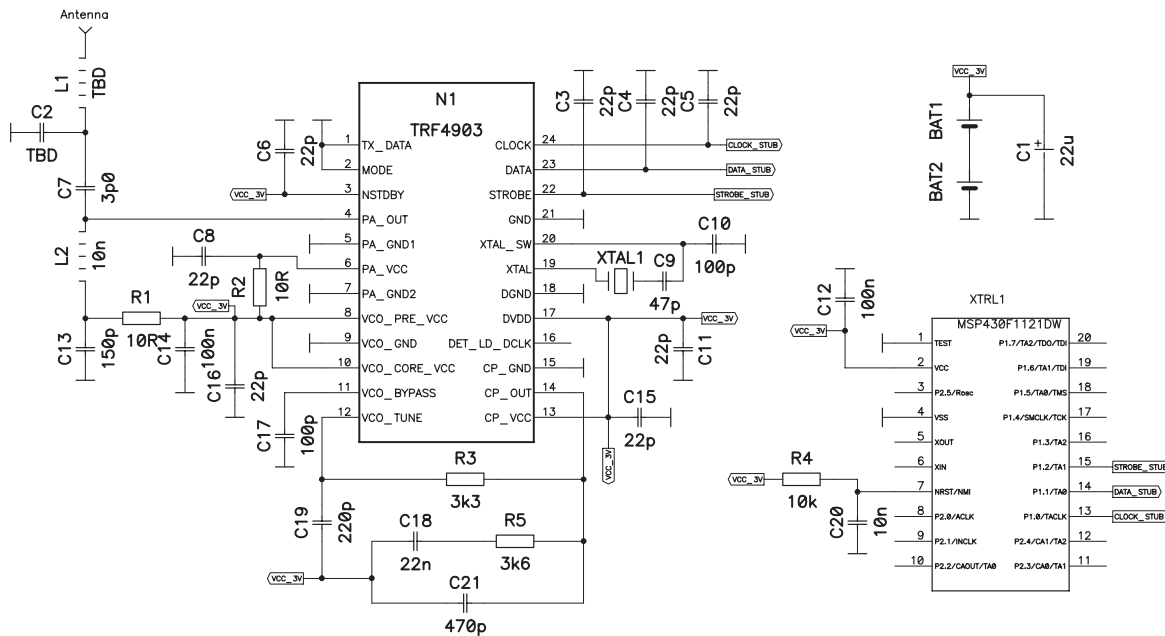 Antenna
L1
TBD
C2
TBD
C7
3p0
L2
10n
C13
150p
R1
10R
C14
100n
C16
22p
VCC_3V
C6
22p
VCC_3V
C8
22p
R2
10R
C17
100p
N1
TRF4903
1 TX_DATA
2 MODE
3 NSTDBY
4 PA_OUT
5 PA_GND1
6 PA_VCC
7 PA_GND2
8 VCO_PRE_VCC
9 VCO_GND
10 VCO_CORE_VCC
11 VCO_BYPASS
12 VCO_TUNE
CLOCK 24
DATA 23
STROBE 22
GND 21
XTAL_SW 20
XTAL 19
DGND 18
DVDD 17
DET_LD_DCLK 16
CP_GND 15
CP_OUT 14
CP_VCC 13
C3
22p
C4
22p
C5
22p
CLOCK_STUB
DATA_STUB
STROBE_STUB
C10
100p
XTAL1
C9
47p
VCC_3V
22p
C11
C15
22p
VCC_3V
R3
3k3
C19
220p
C18
22n
R5
3k6
VCC_3V
C21
470p
VCC_3V
BAT1
BAT2
C1
+
22u
C12
100n
VCC_3V
XTRL1
MSP430F1121DW
1 TEST
2 VCC
3 P2.5/Rosc
4 VSS
5 XOUT
6 XIN
7 NRST/NMI
8 P2.0/ACLK
9 P2.1/INCLK
10 P2.2/CAOUT/TA0
P1.7/TA2/TDO/TDI 20
P1.6/TA1/TDI 19
P1.5/TA0/TMS 18
P1.4/SMCLK/TCK 17
P1.3/TA2 16
P1.2/TA1 15
P1.1/TA0 14
P1.0/TACLK 13
P2.4/CA1/TA2 12
P2.3/CA0/TA1 11
STROBE_STUB
DATA_STUB
CLOCK_STUB
VCC_3V
R4
10k
C20
10n